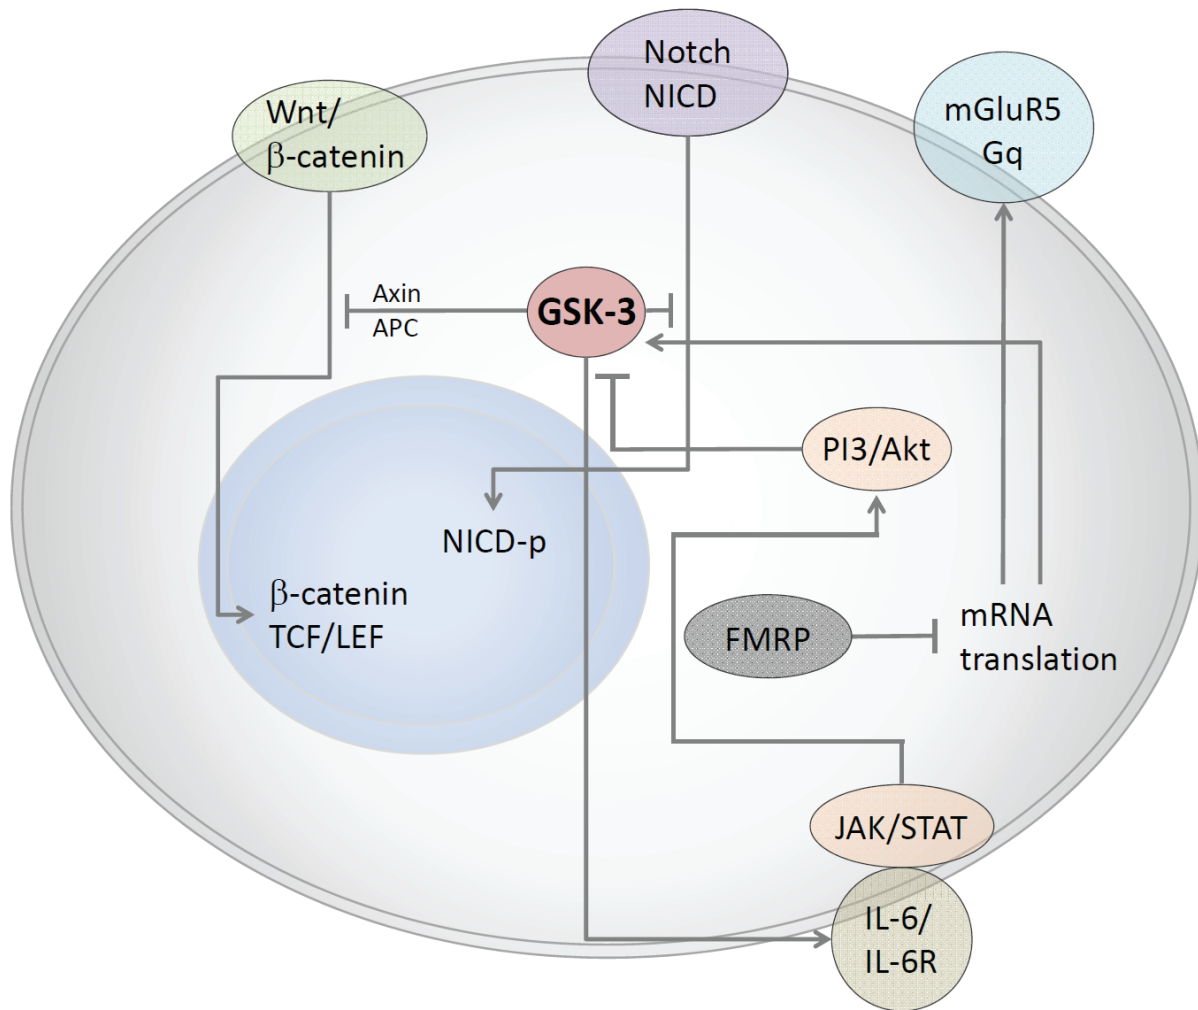 Notch
NICD
Wnt/
β-catenin
mGluR5
Gq
Axin
APC
GSK-3
PI3/Akt
NICD-p
β-catenin
TCF/LEF
FMRP
mRNA
translation
JAK/STAT
IL-6/
IL-6R